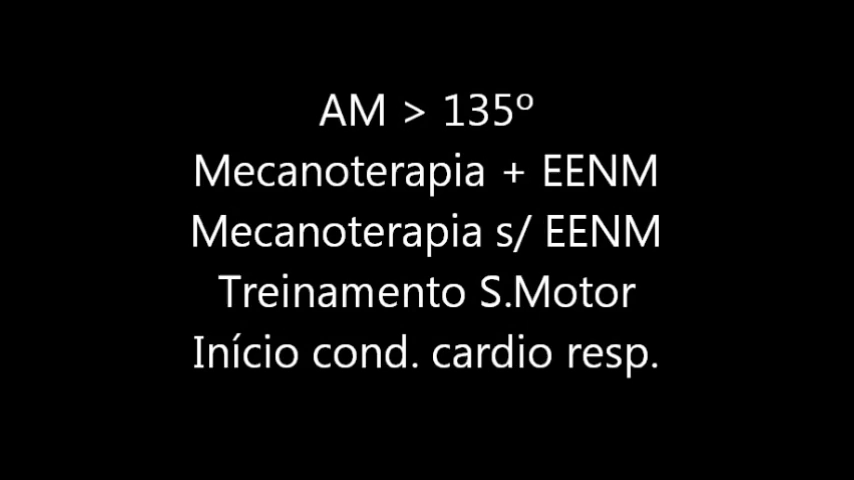 AM > 135º
Mecanoterapia + EENM
Mecanoterapia s/ EENM
Treinamento S.Motor
Início cond. cardio resp.